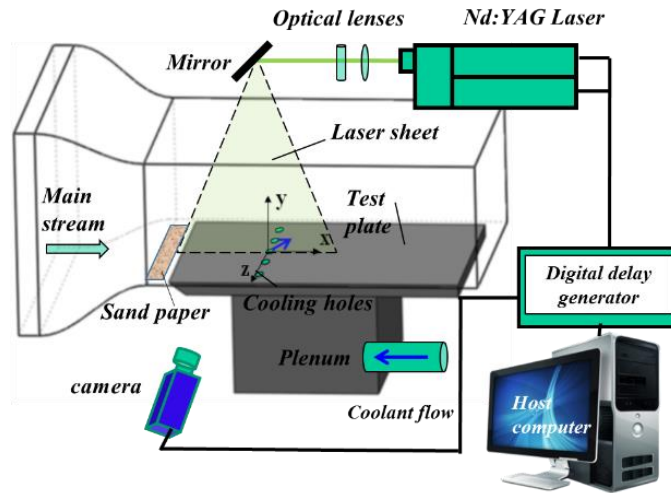 Optical lenses
Nd:YAG Laser
Mirror
Laser sheet
Main
stream
Test
plate
y
x
z
Sand paper
Cooling holes
Digital delay
generator
Plenum
camera
Coolant flow
Host
computer